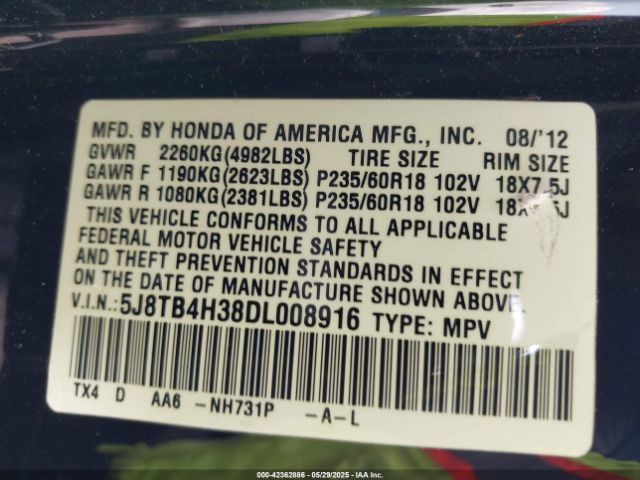 MFD. BY HONDA OF AMERICA MFG., INC. 08/'12
GVWR 2260KG(4982LBS) TIRE SIZE RIM SIZE
GAWR F 1190KG(2623LBS) P235/60R18 102V 18X7.5J
GAWR R 1080KG(2381LBS) P235/60R18 102V 18X7.5J
THIS VEHICLE CONFORMS TO ALL APPLICABLE
FEDERAL MOTOR VEHICLE SAFETY
AND THEFT PREVENTION STANDARDS IN EFFECT
ON THE DATE OF MANUFACTURE SHOWN ABOVE.
V.I.N.: 5J8TB4H38DL008916 TYPE: MPV
TX4 D AA6 -NH731P -A-L
000-42362886 - 05/29/2025 - IAA Inc.